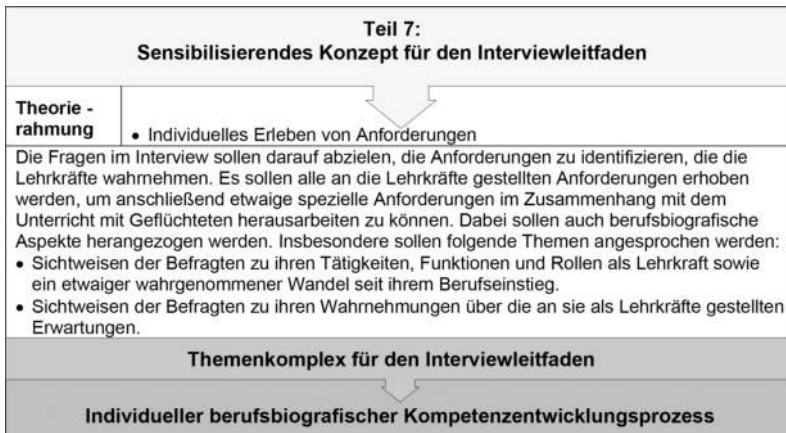 Teil 7:
Sensibilisierendes Konzept für den Interviewleitfaden
Theorie -
rahmung
• Individuelles Erleben von Anforderungen
Die Fragen im Interview sollen darauf abzielen, die Anforderungen zu identifizieren, die die
Lehrkräfte wahrnehmen. Es sollen alle an die Lehrkräfte gestellten Anforderungen erhoben
werden, um anschließend etwaige spezielle Anforderungen im Zusammenhang mit dem
Unterricht mit Geflüchteten herausarbeiten zu können. Dabei sollen auch berufsbiografische
Aspekte herangezogen werden. Insbesondere sollen folgende Themen angesprochen werden:
• Sichtweisen der Befragten zu ihren Tätigkeiten, Funktionen und Rollen als Lehrkraft sowie
ein etwaiger wahrgenommener Wandel seit ihrem Berufseinstieg.
• Sichtweisen der Befragten zu ihren Wahrnehmungen über die an sie als Lehrkräfte gestellten
Erwartungen.
Themenkomplex für den Interviewleitfaden
Individueller berufsbiografischer Kompetenzentwicklungsprozess